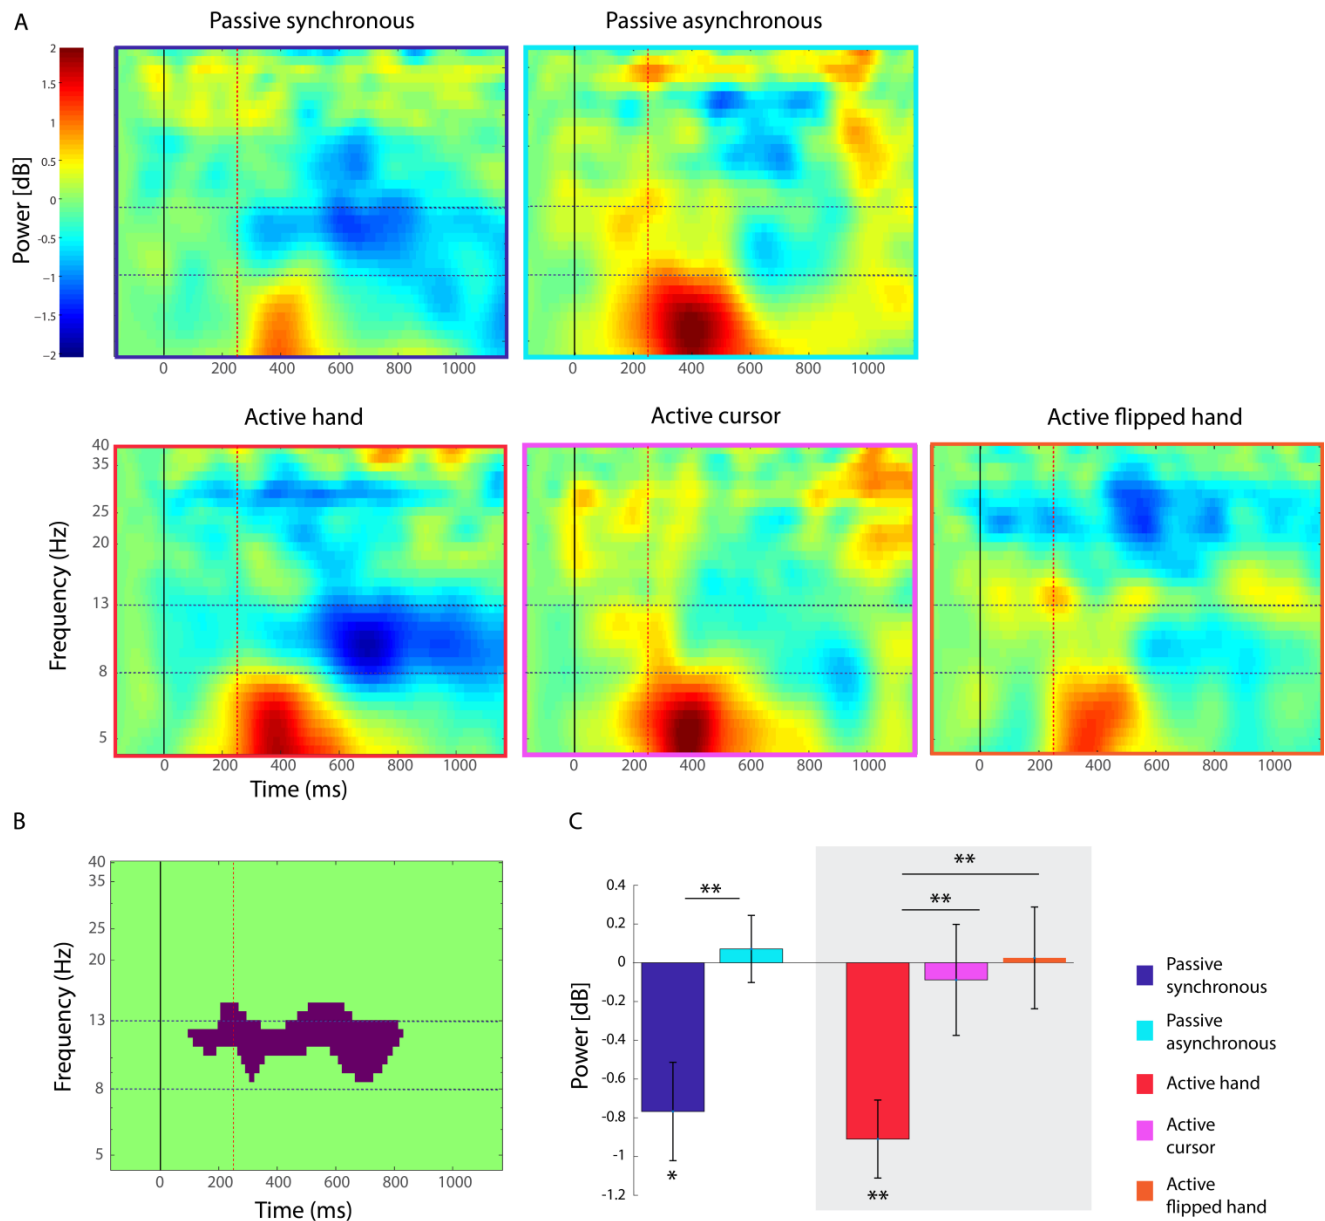 A
Passive synchronous
Passive asynchronous
Power [dB]
2
1.5
1
0.5
0
−0.5
−1
−1.5
−2
0 200 400 600 800 1000
0 200 400 600 800 1000
Active hand
Active cursor
Active flipped hand
Frequency (Hz)
40
35
25
20
13
8
5
0 200 400 600 800 1000
0 200 400 600 800 1000
0 200 400 600 800 1000
Time (ms)
B
Frequency (Hz)
40
35
25
20
13
8
5
0 200 400 600 800 1000
Time (ms)
C
Power [dB]
0.4
0.2
0
-0.2
-0.4
-0.6
-0.8
-1
-1.2
**
**
**
*
**
Passive
synchronous
Passive
asynchronous
Active hand
Active
cursor
Active
flipped hand